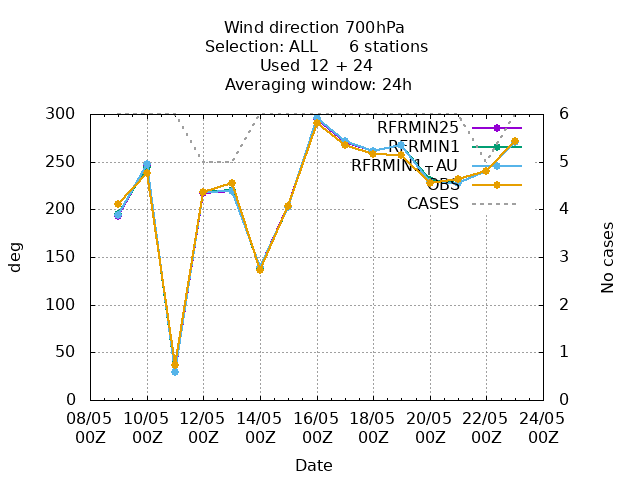 Wind direction 700hPa
Selection: ALL 6 stations
Used 12 + 24
Averaging window: 24h
300
250
200
150
100
50
0
deg
6
5
4
3
2
1
0
No cases
RFRMIN25
RFRMIN1
OBS
CASES
08/05 10/05 12/05 14/05 16/05 18/05 20/05 22/05 24/05
00Z 00Z 00Z 00Z 00Z 00Z 00Z 00Z 00Z
Date